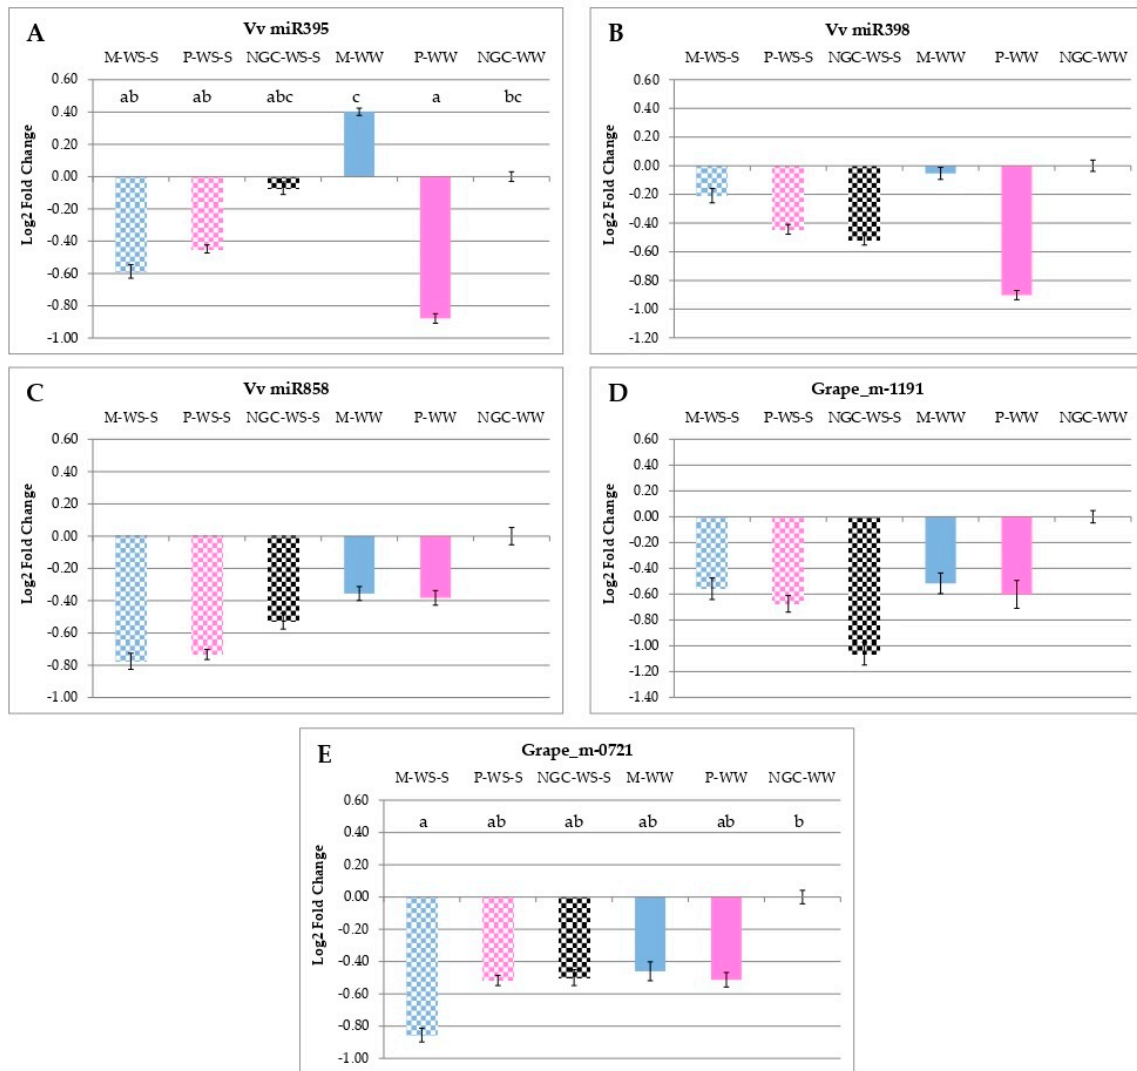 A
Vv miR395
M-WS-S P-WS-S NGC-WS-S M-WW P-WW NGC-WW
0.60
ab ab abc c a bc
0.40
0.20
0.00
-0.20
-0.40
-0.60
-0.80
-1.00
Log2 Fold Change
B
Vv miR398
M-WS-S P-WS-S NGC-WS-S M-WW P-WW NGC-WW
0.60
0.40
0.20
0.00
-0.20
-0.40
-0.60
-0.80
-1.00
-1.20
Log2 Fold Change
C
Vv miR858
M-WS-S P-WS-S NGC-WS-S M-WW P-WW NGC-WW
0.60
0.40
0.20
0.00
-0.20
-0.40
-0.60
-0.80
-1.00
Log2 Fold Change
D
Grape_m-1191
M-WS-S P-WS-S NGC-WS-S M-WW P-WW NGC-WW
0.60
0.40
0.20
0.00
-0.20
-0.40
-0.60
-0.80
-1.00
-1.20
-1.40
Log2 Fold Change
E
Grape_m-0721
M-WS-S P-WS-S NGC-WS-S M-WW P-WW NGC-WW
0.60
a ab ab ab ab b
0.40
0.20
0.00
-0.20
-0.40
-0.60
-0.80
-1.00
Log2 Fold Change